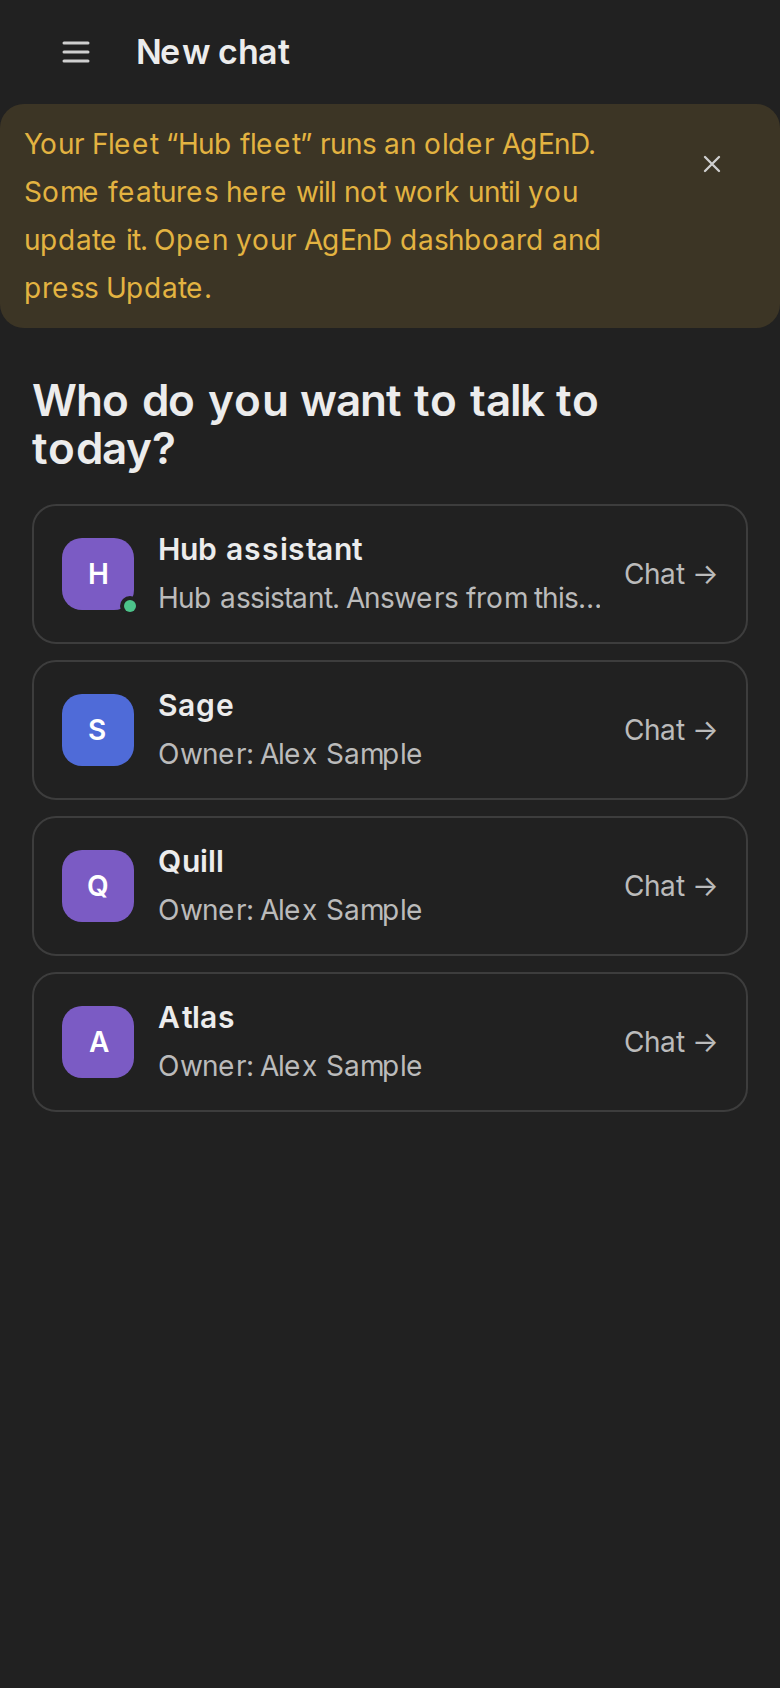 New chat
Your Fleet “Hub fleet” runs an older AgEnD.
Some features here will not work until you
update it. Open your AgEnD dashboard and
press Update.
Who do you want to talk to
today?
H
Hub assistant
Hub assistant. Answers from this…
Chat →
S
Sage
Owner: Alex Sample
Chat →
Q
Quill
Owner: Alex Sample
Chat →
A
Atlas
Owner: Alex Sample
Chat →